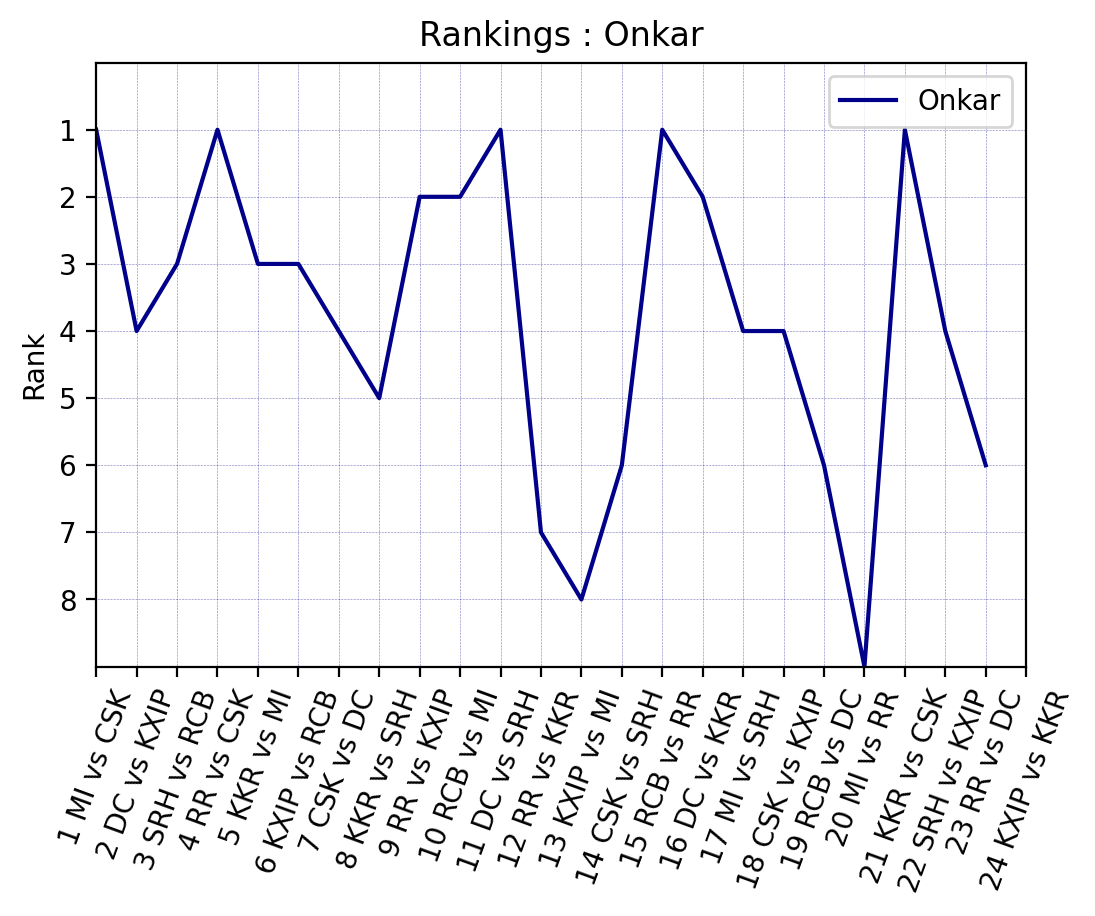 Rankings : Onkar
Onkar
Rank
1
2
3
4
5
6
7
8
1 MI vs CSK
2 DC vs KXIP
3 SRH vs RCB
4 RR vs CSK
5 KKR vs MI
6 KXIP vs RCB
7 CSK vs DC
8 KKR vs SRH
9 RR vs KXIP
10 RCB vs MI
11 DC vs SRH
12 RR vs KKR
13 KXIP vs MI
14 CSK vs SRH
15 RCB vs RR
16 DC vs KKR
17 MI vs SRH
18 CSK vs KXIP
19 RCB vs DC
20 MI vs RR
21 KKR vs CSK
22 SRH vs KXIP
23 RR vs DC
24 KXIP vs KKR